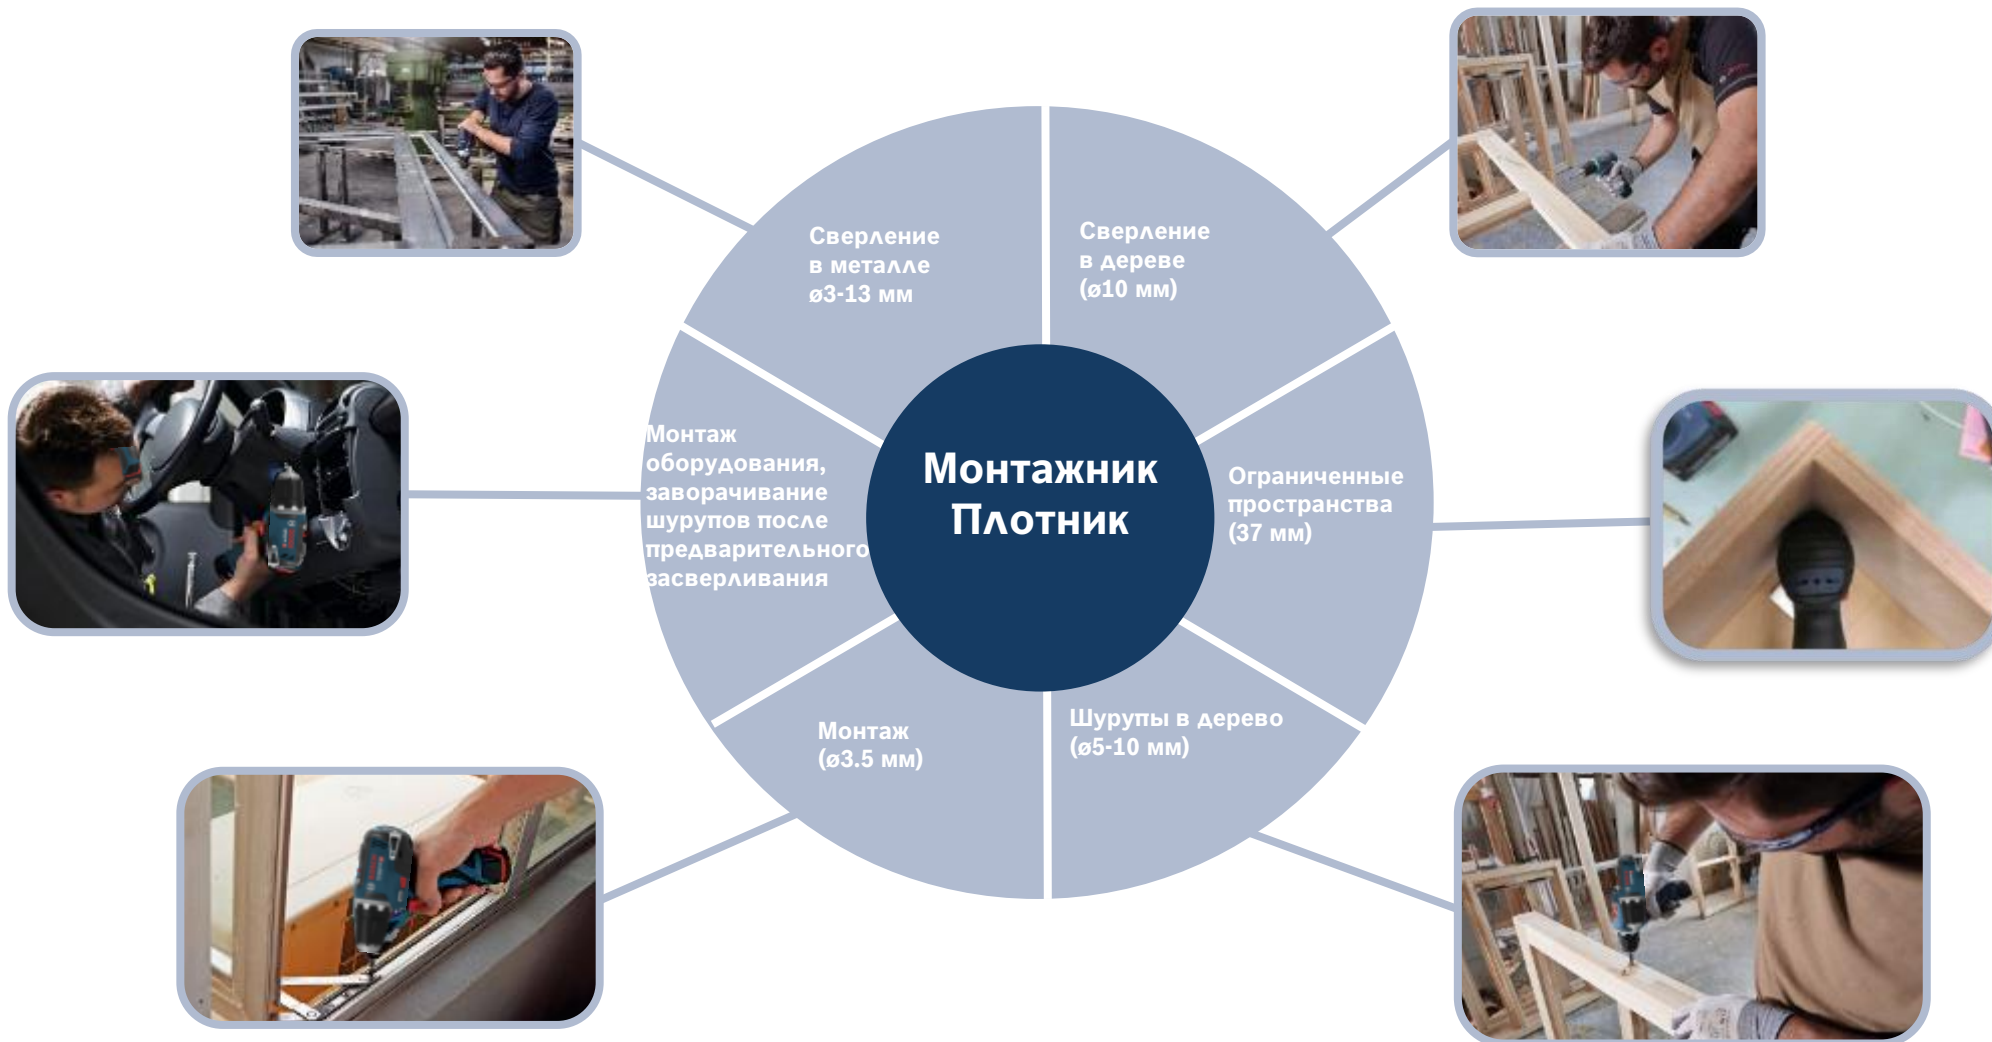 Сверление
в металле
ø3-13 мм
Сверление
в дереве
(ø10 мм)
Монтаж
оборудования,
заворачивание
шурупов после
предварительного
засверливания
Монтажник
Плотник
Ограниченные
пространства
(37 мм)
Монтаж
(ø3.5 мм)
Шурупы в дерево
(ø5-10 мм)